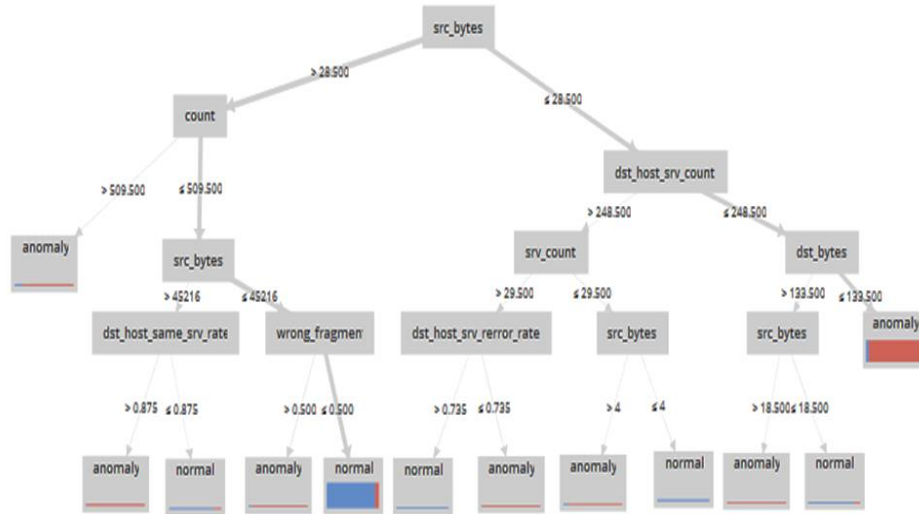 src_bytes
> 28.500
≤ 28.500
count
dst_host_srv_count
> 509.500
≤ 509.500
> 248.500
≤ 248.500
anomaly
src_bytes
srv_count
dst_bytes
> 45216
≤ 45216
> 29.500
≤ 29.500
> 133.500
≤ 133.500
dst_host_same_srv_rate
wrong_fragment
dst_host_srv_rerror_rate
src_bytes
src_bytes
anomaly
> 0.875
≤ 0.875
> 0.500
≤ 0.500
> 0.735
≤ 0.735
> 4
≤ 4
> 18.500
≤ 18.500
anomaly
normal
anomaly
normal
normal
anomaly
anomaly
normal
anomaly
normal